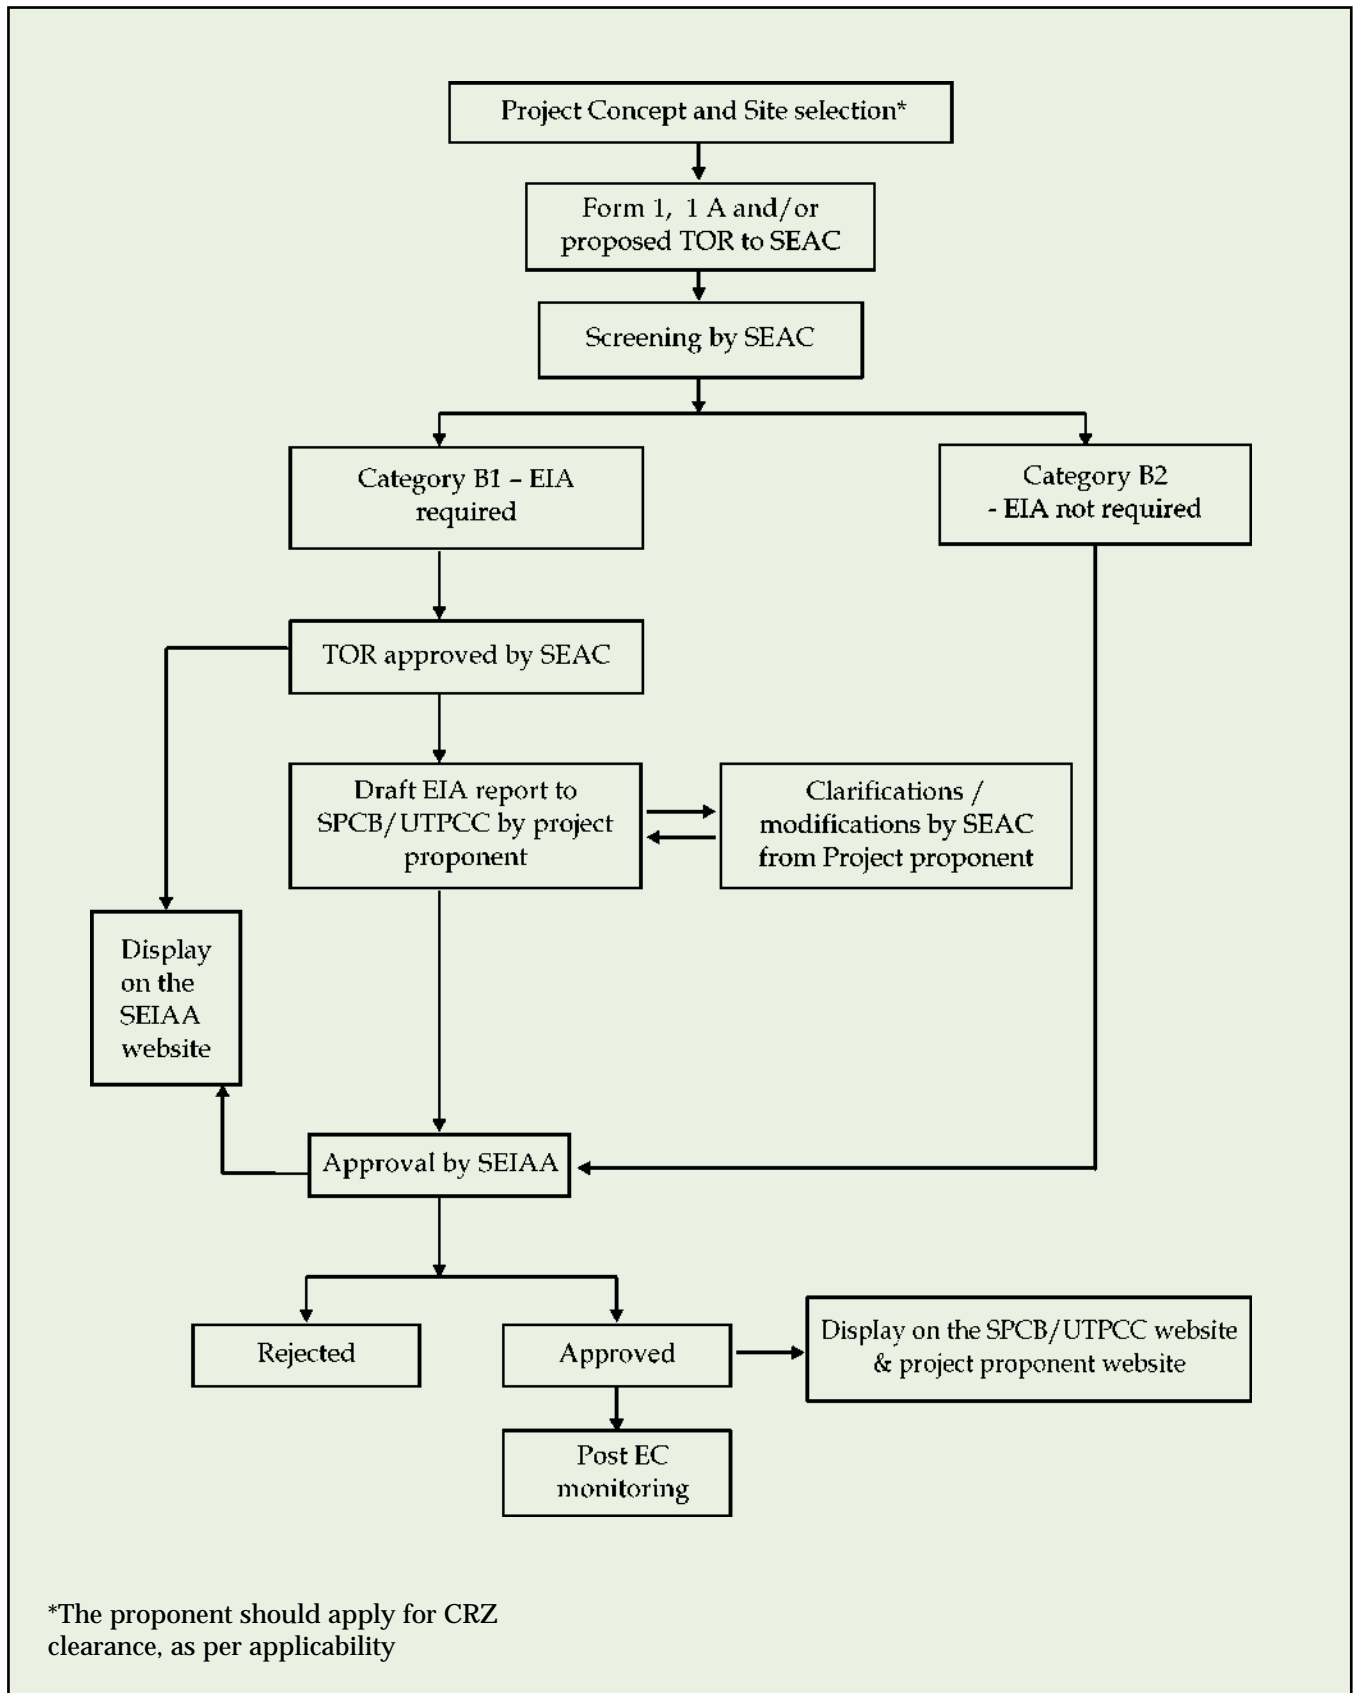 Project Concept and Site selection*
Form 1, 1 A and/or
proposed TOR to SEAC
Screening by SEAC
Category B1 – EIA
required
Category B2
- EIA not required
TOR approved by SEAC
Draft EIA report to
SPCB/UTPCC by project
proponent
Clarifications /
modifications by SEAC
from Project proponent
Display
on the
SEIAA
website
Approval by SEIAA
Rejected
Approved
Display on the SPCB/UTPCC website
& project proponent website
Post EC
monitoring
*The proponent should apply for CRZ
clearance, as per applicability